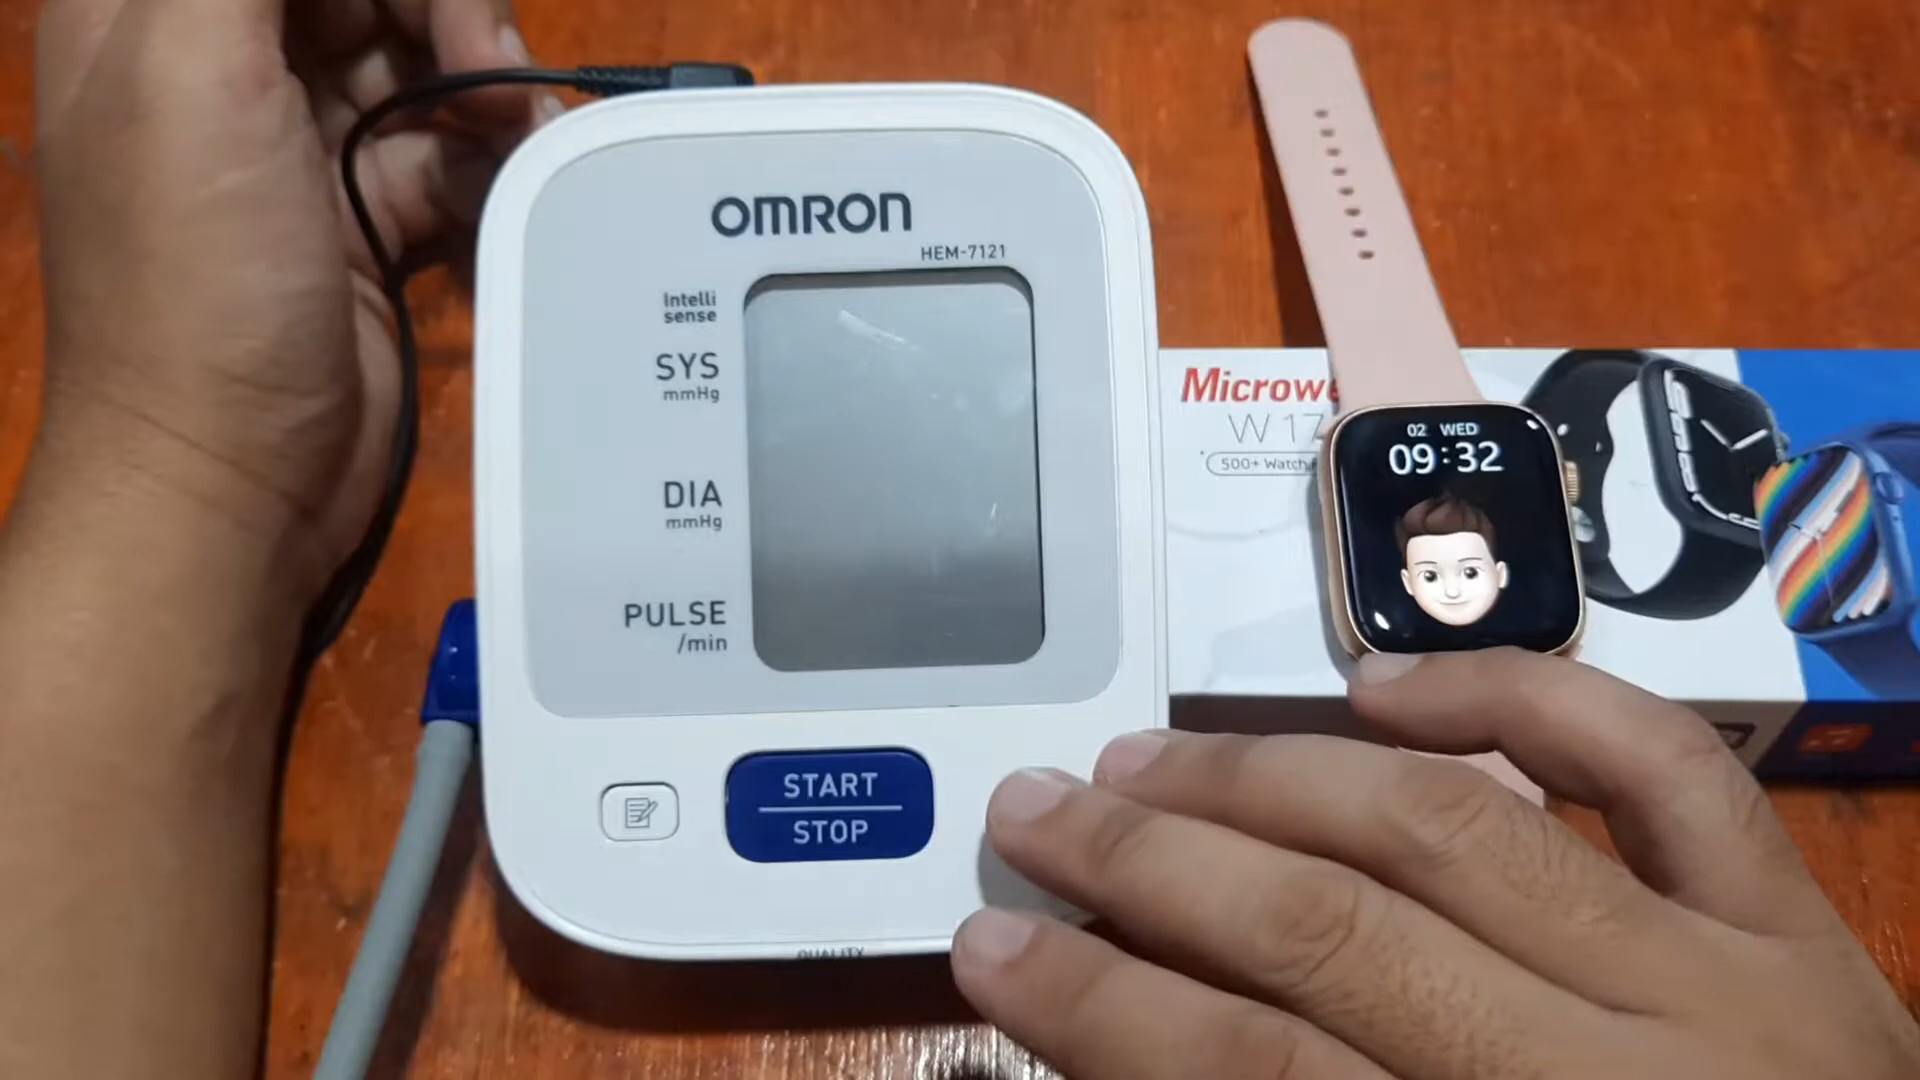 OMRON
HEM-7121
Intelli
sense
SYS
mmHg
DIA
mmHg
PULSE
/min
START
STOP
QUALITY
Microwe
W 17
500+ Watch
02 WED
09:32